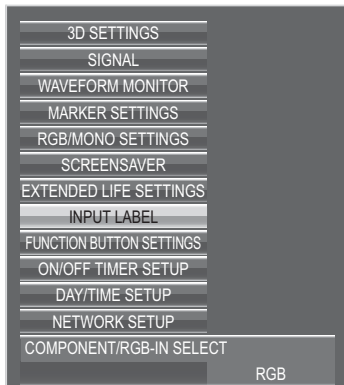 3D SETTINGS
SIGNAL
WAVEFORM MONITOR
MARKER SETTINGS
RGB/MONO SETTINGS
SCREENSAVER
EXTENDED LIFE SETTINGS
INPUT LABEL
FUNCTION BUTTON SETTINGS
ON/OFF TIMER SETUP
DAY/TIME SETUP
NETWORK SETUP
COMPONENT/RGB-IN SELECT
RGB